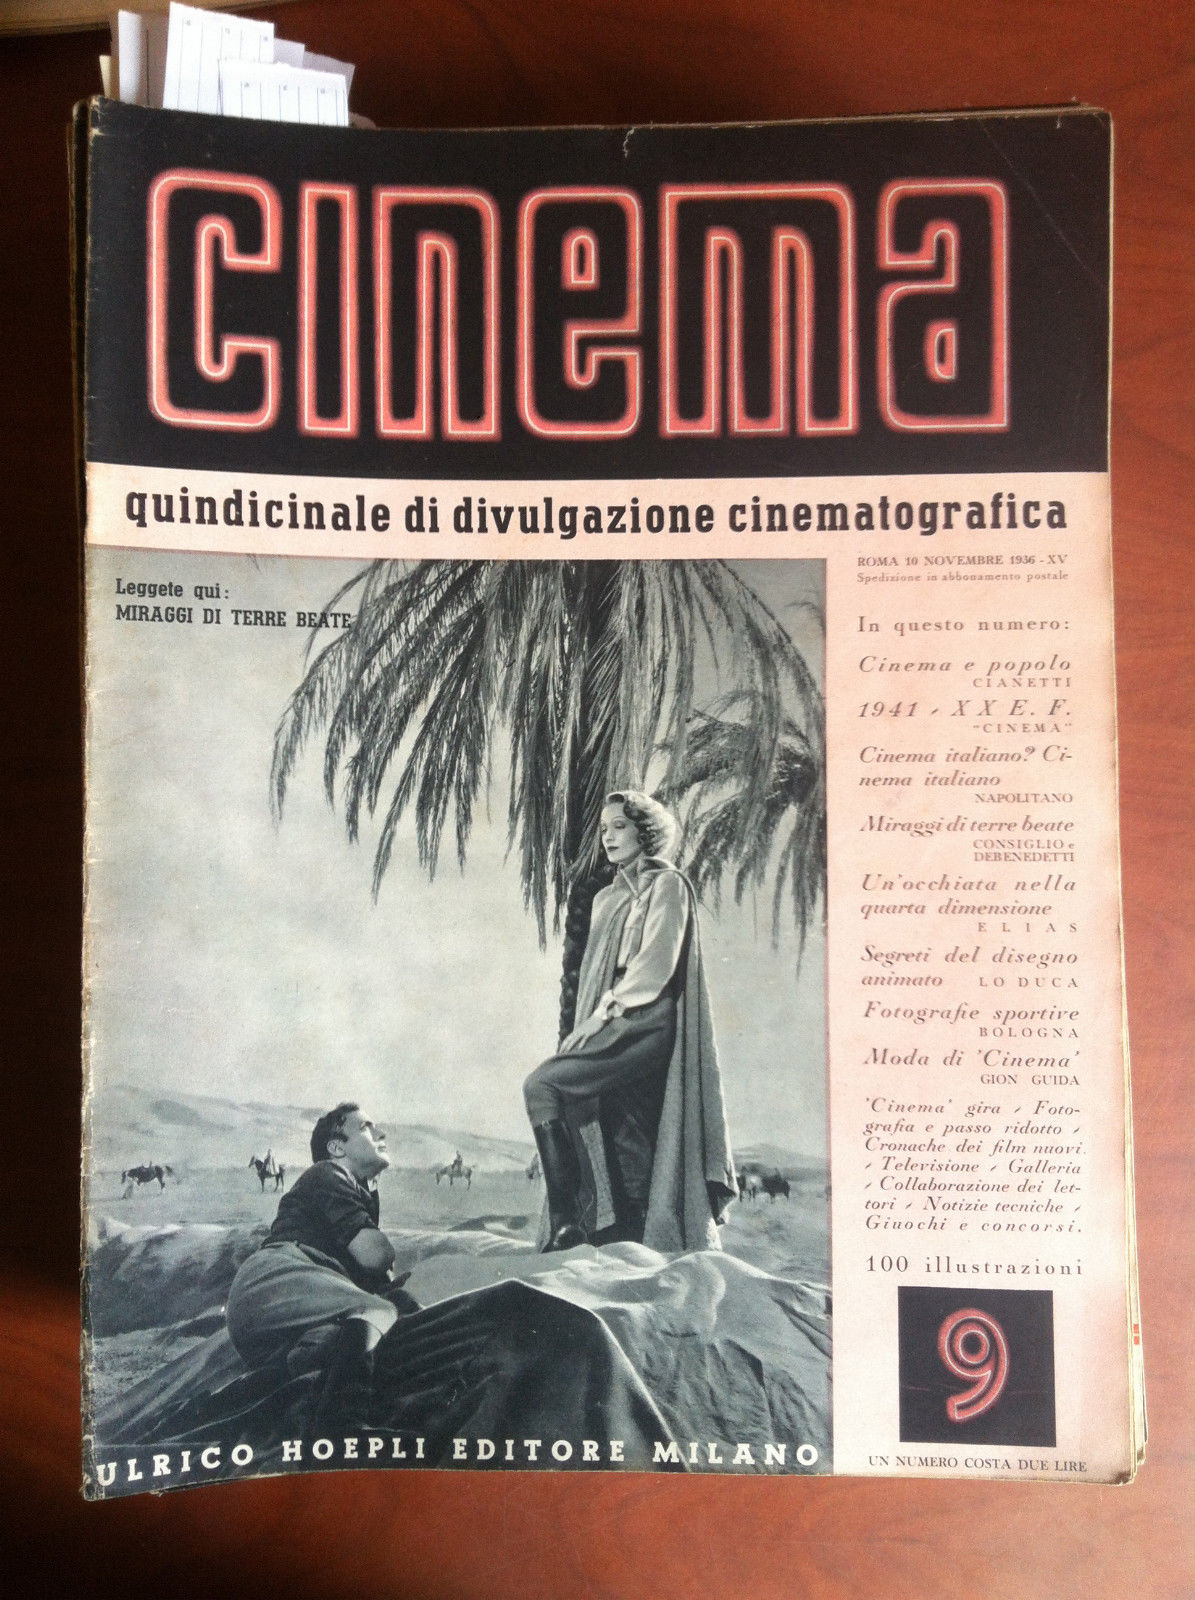 cinema
quindicinale di divulgazione cinematografica
Leggete qui:
MIRAGGI DI TERRE BEATE
ROMA 10 NOVEMBRE 1936 - XV
Spedizione in abbonamento postale
In questo numero:
Cinema e popolo
CIANETTI
1941 - XX E. F.
"CINEMA"
Cinema italiano? Ci-
nema italiano
NAPOLITANO
Miraggi di terre beate
CONSIGLIO e
DEBENEDETTI
Un'occhiata nella
quarta dimensione
ELIAS
Segreti del disegno
animato LO DUCA
Fotografie sportive
BOLOGNA
Moda di 'Cinema'
GION GUIDA
'Cinema' gira - Foto-
grafia e passo ridotto -
Cronache dei film nuovi.
- Televisione - Galleria
- Collaborazione dei let-
tori - Notizie tecniche -
Giuochi e concorsi.
100 illustrazioni
9
ULRICO HOEPLI EDITORE MILANO
UN NUMERO COSTA DUE LIRE